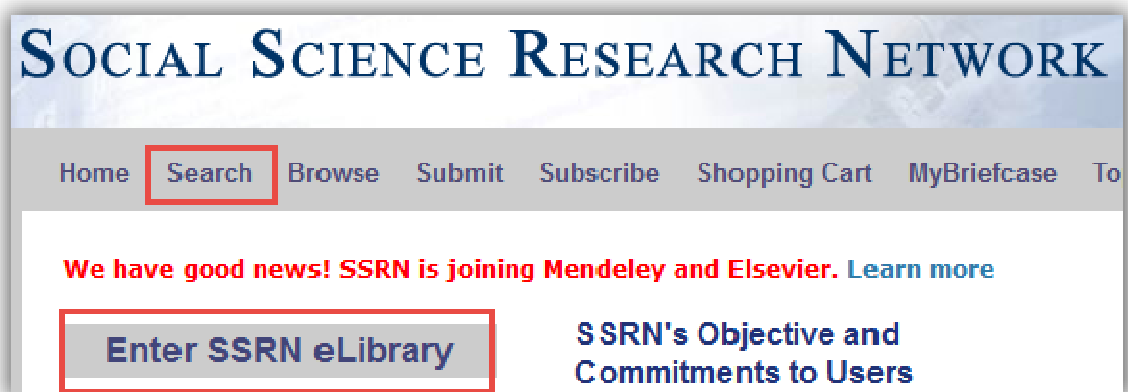 SOCIAL SCIENCE RESEARCH NETWORK
Home Search Browse Submit Subscribe Shopping Cart MyBriefcase To
We have good news! SSRN is joining Mendeley and Elsevier. Learn more
Enter SSRN eLibrary
SSRN's Objective and
Commitments to Users